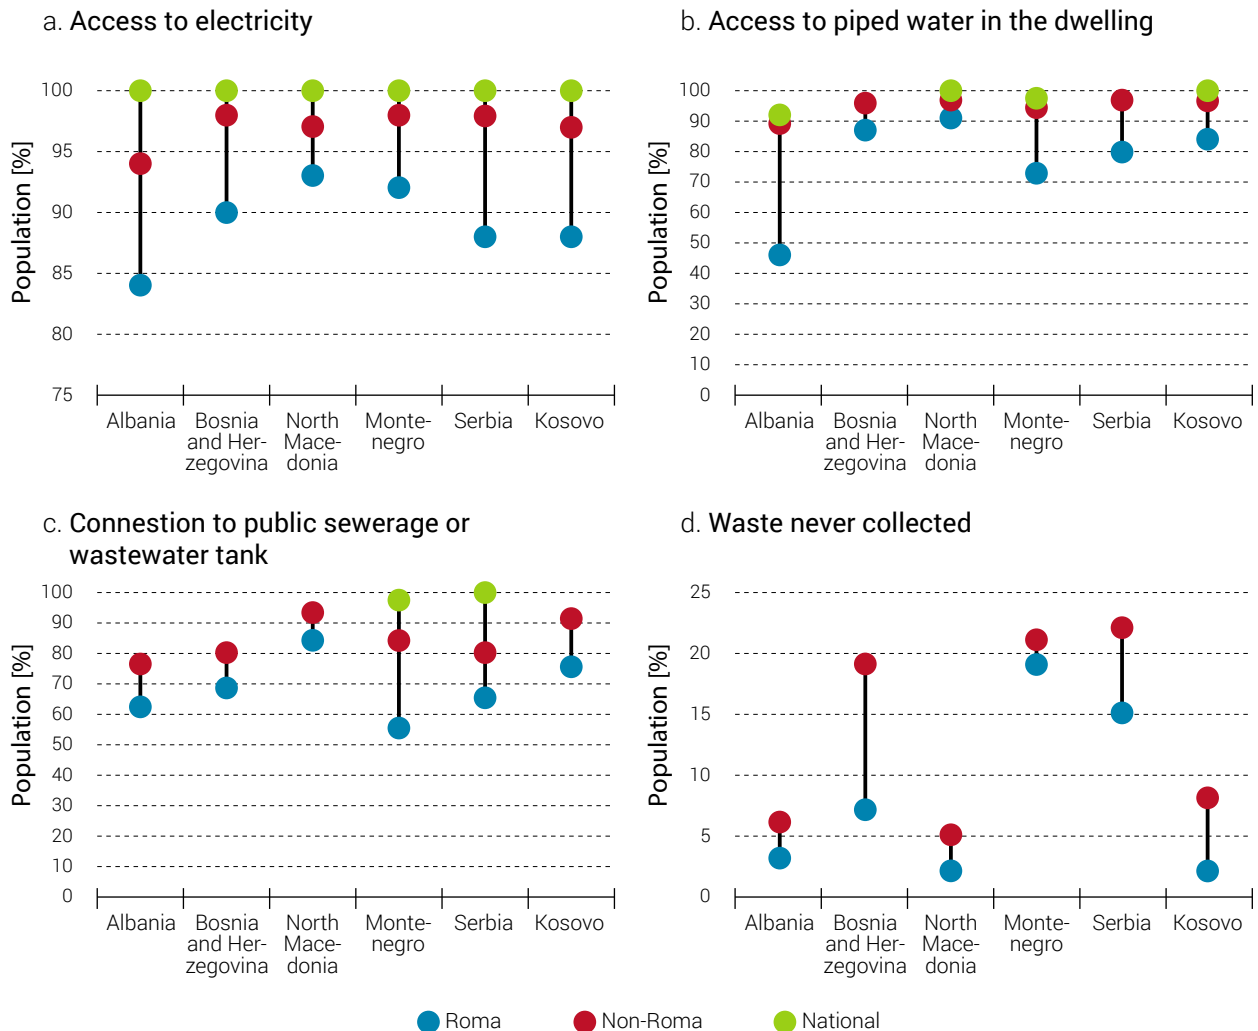 a. Access to electricity
Population [%]
100
95
90
85
80
75
Albania
Bosnia
and Her-
zegovina
North
Mace-
donia
Monte-
negro
Serbia
Kosovo
b. Access to piped water in the dwelling
Population [%]
100
90
80
70
60
50
40
30
20
10
0
Albania
Bosnia
and Her-
zegovina
North
Mace-
donia
Monte-
negro
Serbia
Kosovo
c. Connestion to public sewerage or
wastewater tank
Population [%]
100
90
80
70
60
50
40
30
20
10
0
Albania
Bosnia
and Her-
zegovina
North
Mace-
donia
Monte-
negro
Serbia
Kosovo
d. Waste never collected
Population [%]
25
20
15
10
5
0
Albania
Bosnia
and Her-
zegovina
North
Mace-
donia
Monte-
negro
Serbia
Kosovo
Roma
Non-Roma
National